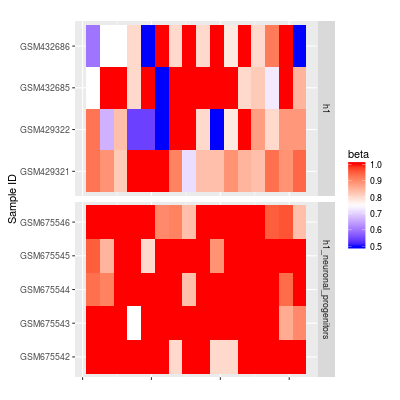 GSM432686
GSM432685
GSM429322
GSM429321
h1
GSM675546
GSM675545
GSM675544
GSM675543
GSM675542
h1_neuronal_progenitors
Sample ID
beta
1.0
0.9
0.8
0.7
0.6
0.5